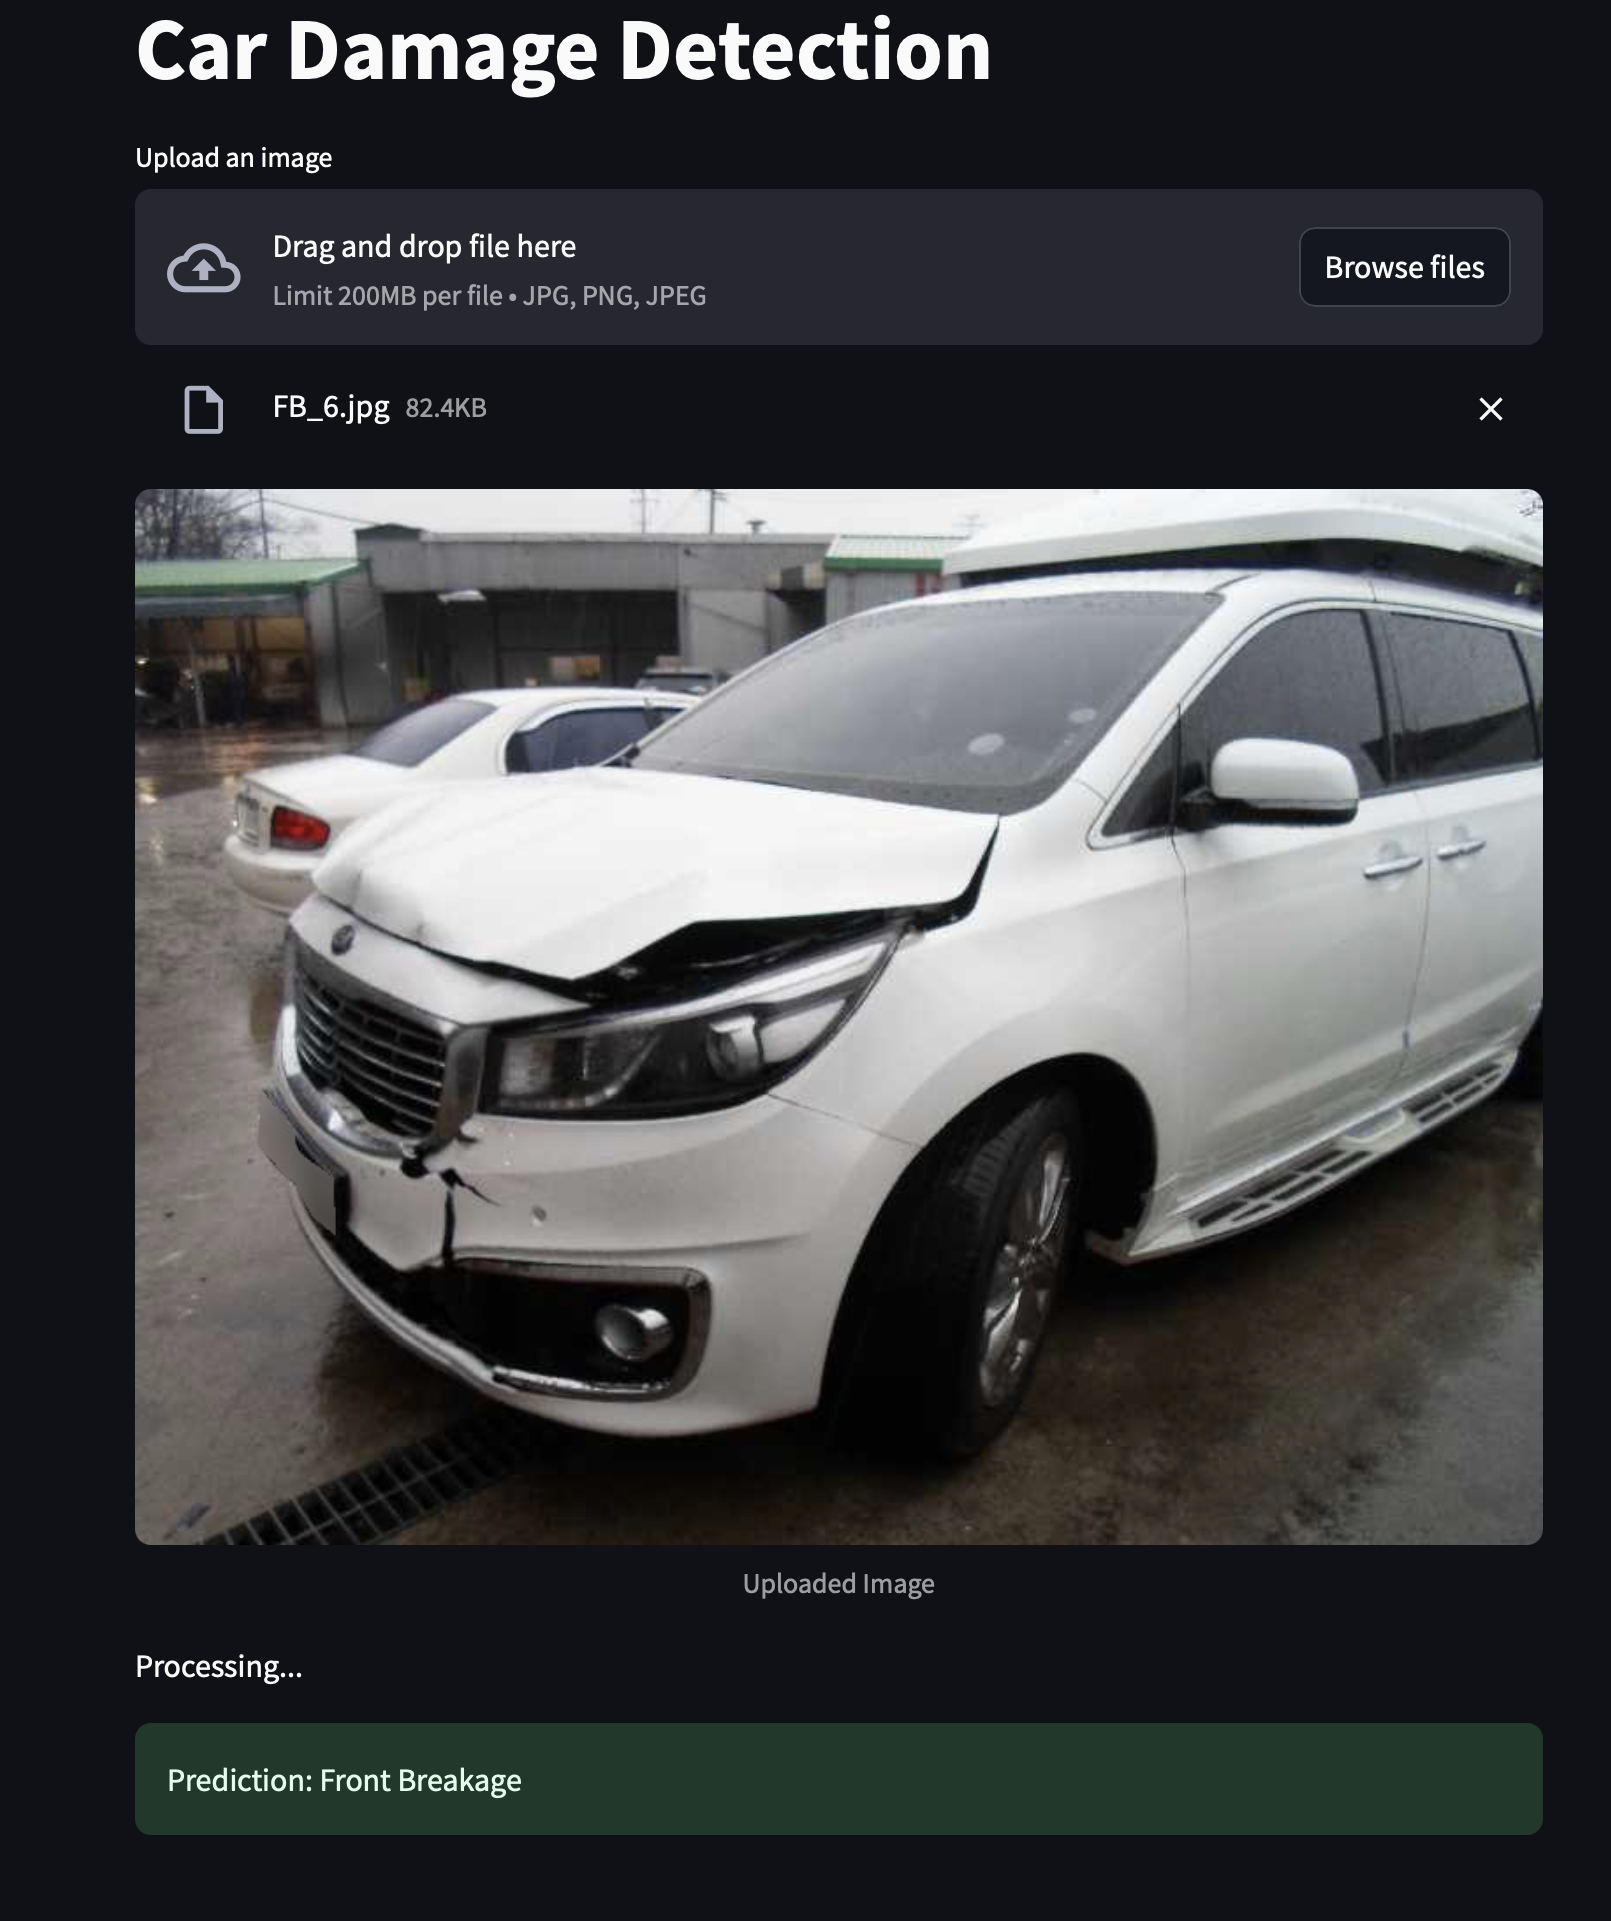 Car Damage Detection
Upload an image
Drag and drop file here
Limit 200MB per file • JPG, PNG, JPEG
Browse files
FB_6.jpg 82.4KB
Uploaded Image
Processing...
Prediction: Front Breakage